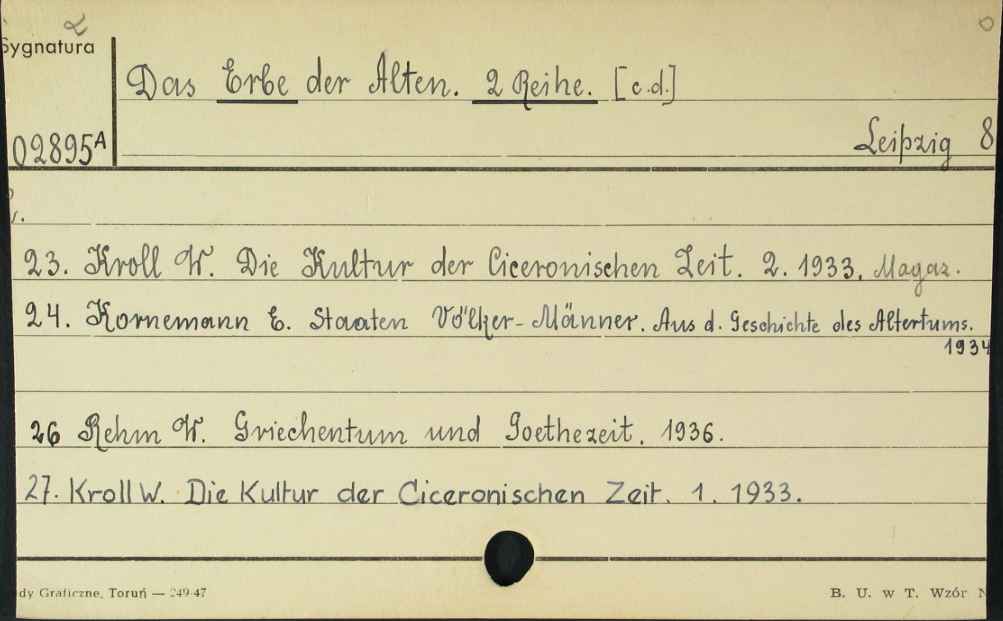 2
Sygnatura
Das Erbe der Alten. 2 Reihe. [c.d.]
02895A
Leipzig 8
23. Kroll W. Die Kultur der Ciceronischen Zeit. 2. 1933. Magaz.
24. Kornemann E. Staaten Völker-Männer. Aus d. Geschichte des Altertums.
1934
26 Rehm W. Griechentum und Goethezeit. 1936.
27. Kroll W. Die Kultur der Ciceronischen Zeit. 1. 1933.
dy Graficzne, Toruń — 249-47
B. U. w T. Wzór N